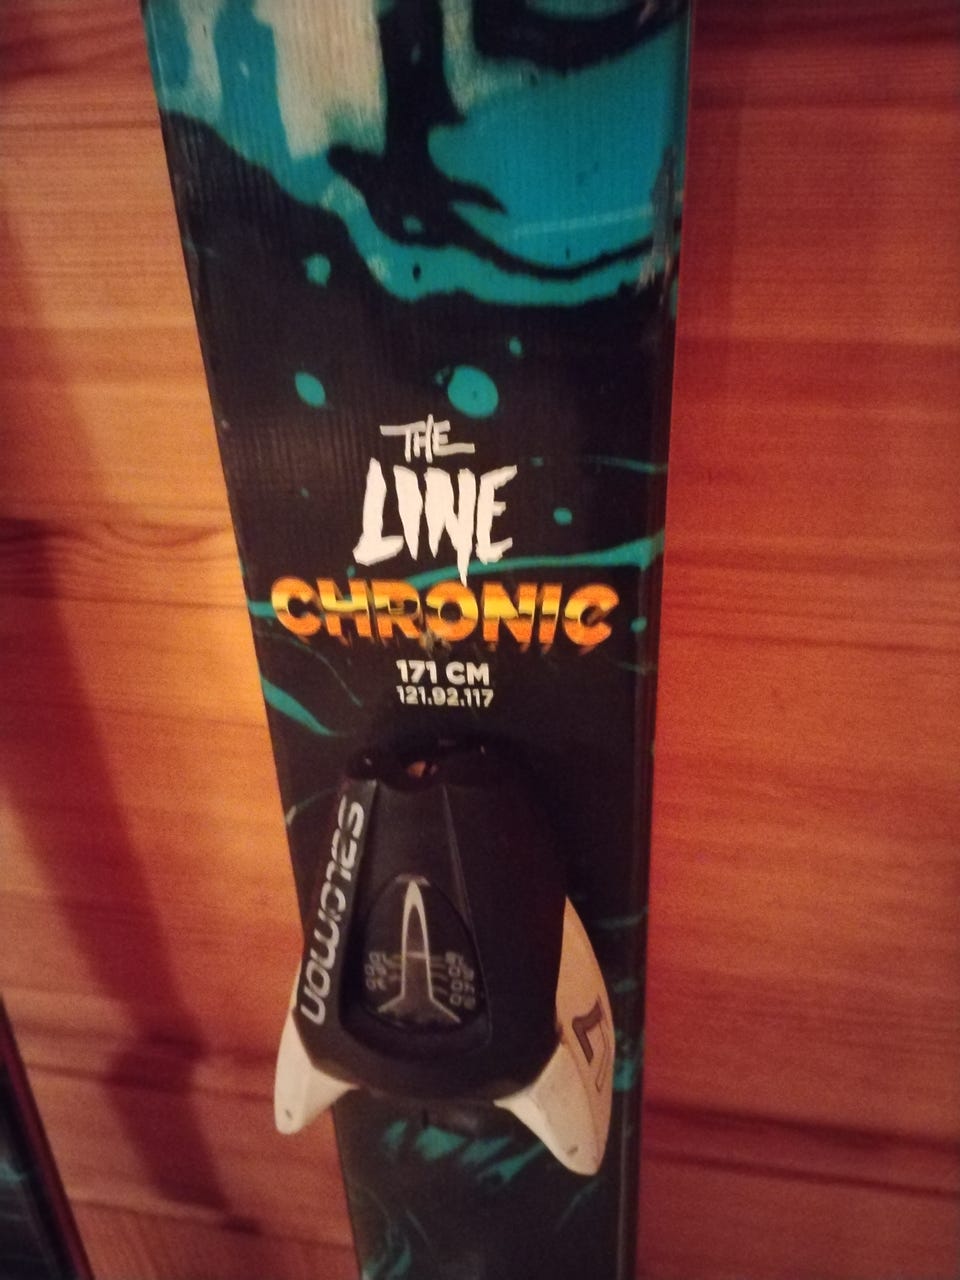 THE
LINE
CHRONIC
171 CM
121.92.117
SALOMON